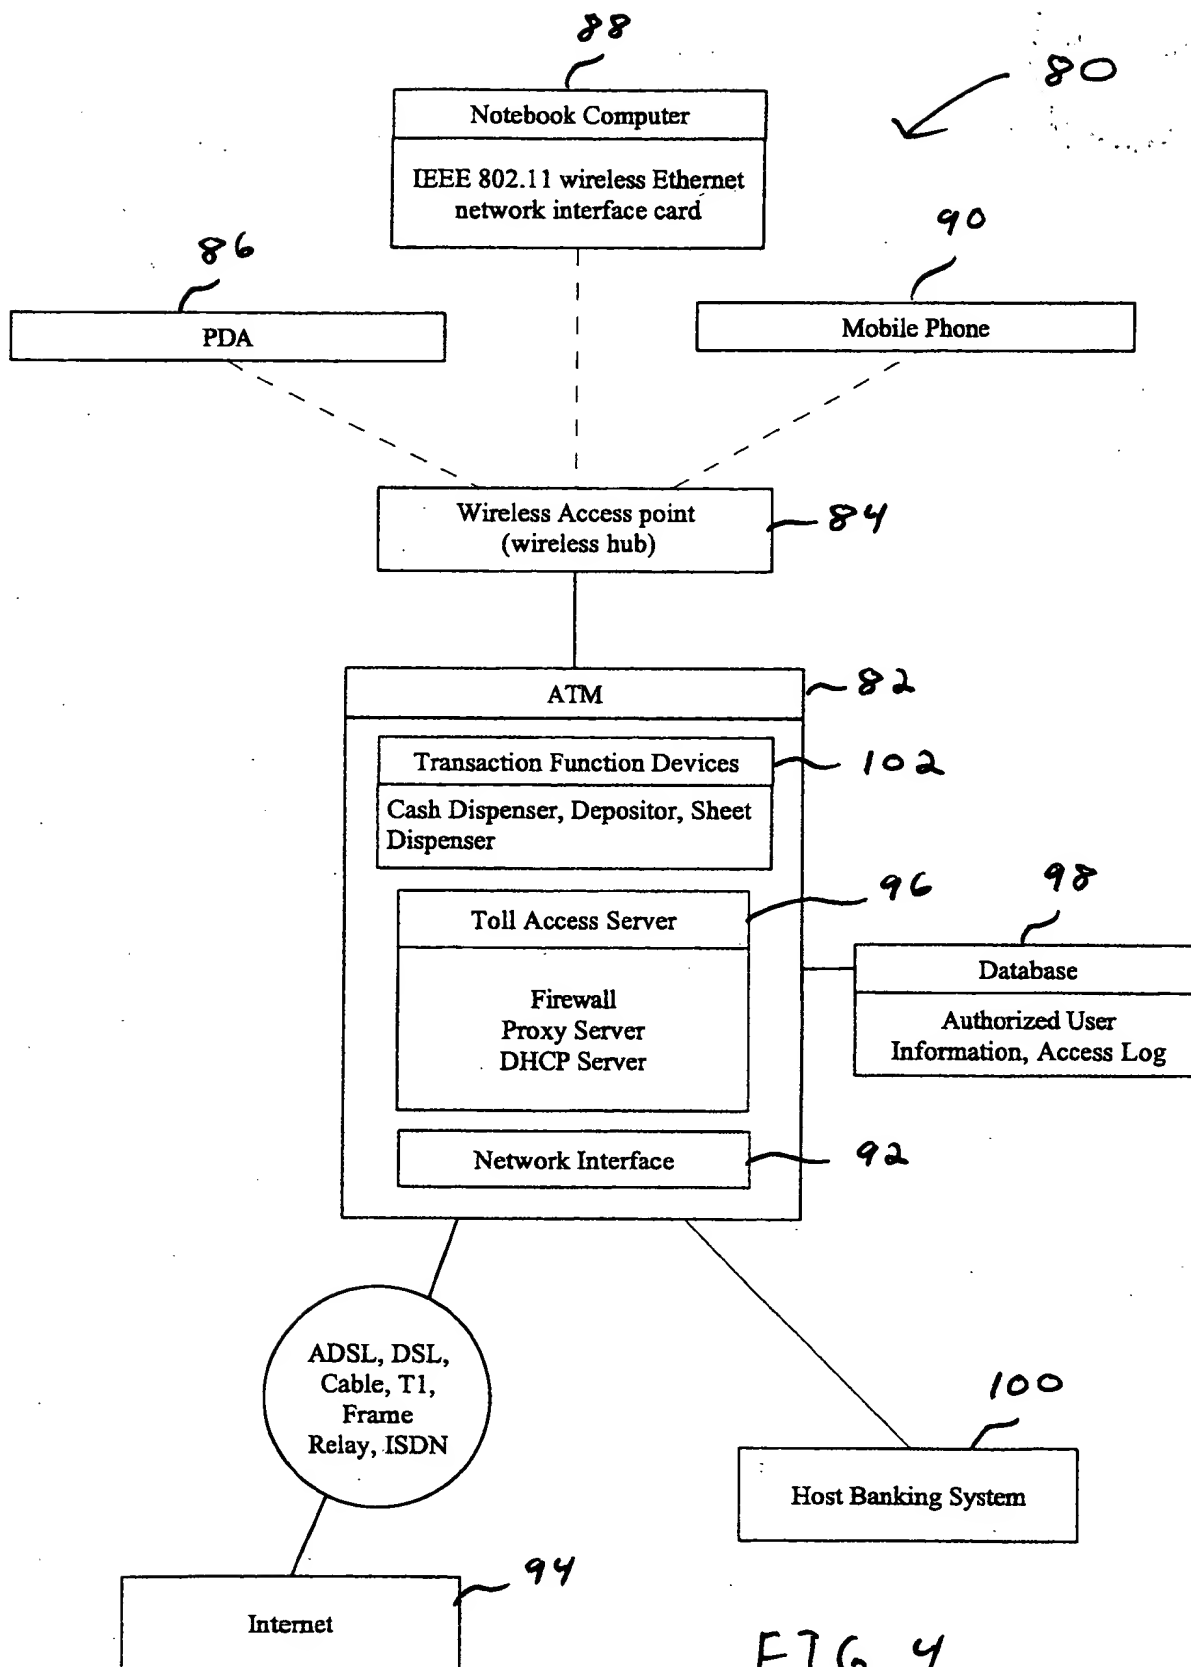 88
80
Notebook Computer
IEEE 802.11 wireless Ethernet
network interface card
86
90
PDA
Mobile Phone
Wireless Access point
(wireless hub)
84
ATM
82
Transaction Function Devices
102
Cash Dispenser, Depositor, Sheet
Dispenser
96
98
Toll Access Server
Database
Firewall
Proxy Server
DHCP Server
Authorized User
Information, Access Log
Network Interface
92
ADSL, DSL,
Cable, T1,
Frame
Relay, ISDN
100
Host Banking System
94
Internet
FIG 4